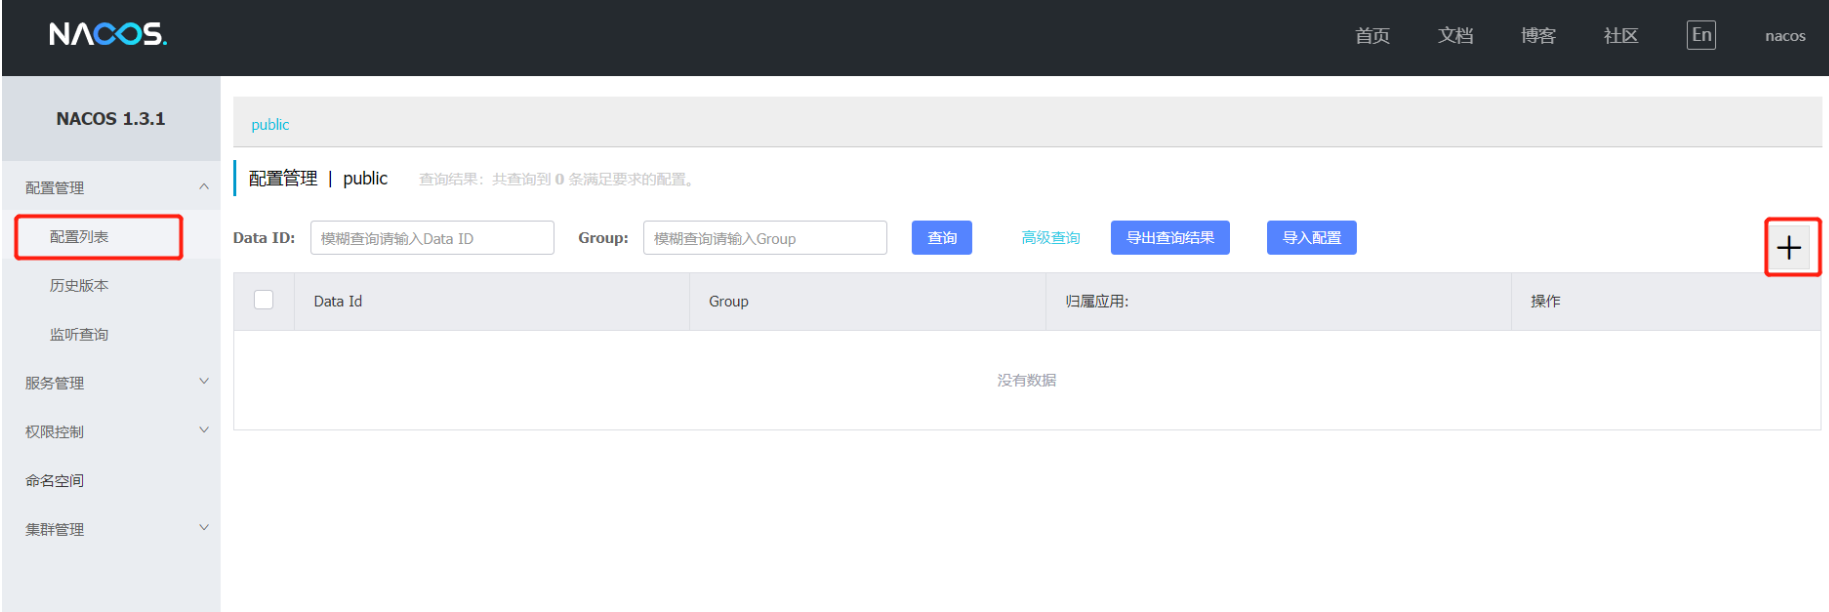 NACOS.
首页 文档 博客 社区 En nacos
NACOS 1.3.1
配置管理
配置列表
历史版本
监听查询
服务管理
权限控制
命名空间
集群管理
public
配置管理 | public 查询结果：共查询到 0 条满足要求的配置。
Data ID: 模糊查询请输入Data ID Group: 模糊查询请输入Group 查询 高级查询 导出查询结果 导入配置 +
Data Id Group 归属应用: 操作
没有数据